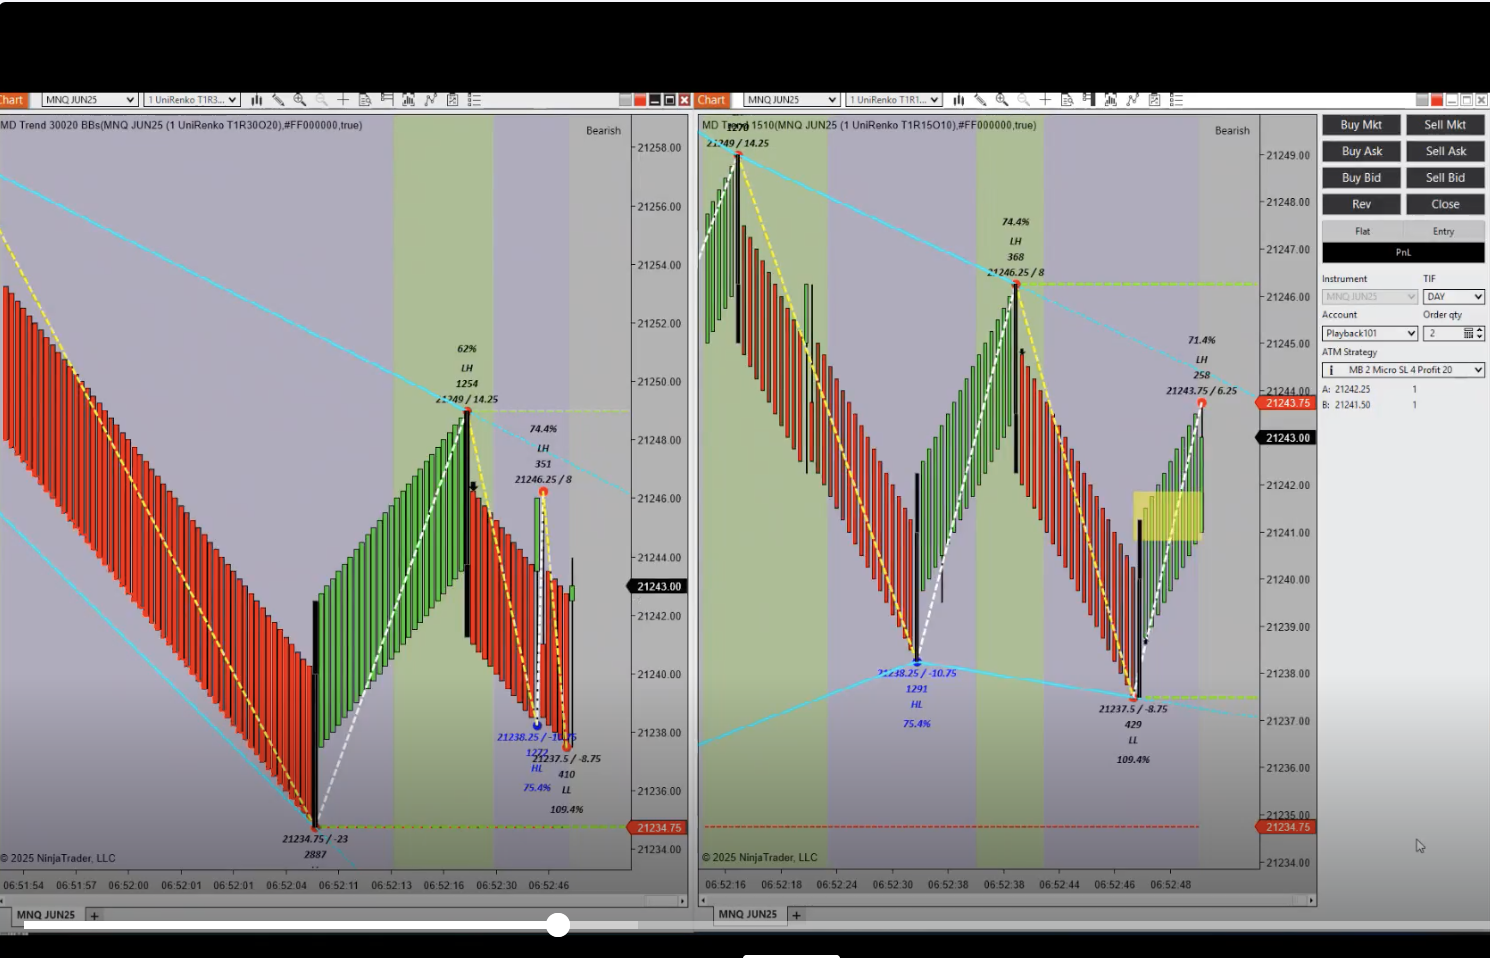 Chart MNQ JUN25 1 UniRenko T1R3...
MD Trend 30020 BBs(MNQ JUN25 (1 UniRenko T1R30O20),#FF000000,true)
Bearish
21258.00
21256.00
21254.00
21252.00
21250.00
21248.00
21246.00
21244.00
21243.00
21242.00
21240.00
21238.00
21236.00
21234.75
21234.00
62%
LH
1254
21249 / 14.25
74.4%
LH
351
21246.25 / 8
21238.25 / -10.75
1272
HL
75.4%
21237.5 / -8.75
410
LL
109.4%
21234.75 / -23
2887
© 2025 NinjaTrader, LLC
06:51:54 06:51:57 06:52:00 06:52:01 06:52:01 06:52:04 06:52:11 06:52:13 06:52:16 06:52:30 06:52:46
MNQ JUN25 +
Chart MNQ JUN25 1 UniRenko T1R1...
MD Trend 1510(MNQ JUN25 (1 UniRenko T1R15O10),#FF000000,true)
Bearish
1270
21249 / 14.25
74.4%
LH
368
21246.25 / 8
71.4%
LH
258
21243.75 / 6.25
21238.25 / -10.75
1291
HL
75.4%
21237.5 / -8.75
429
LL
109.4%
21249.00
21248.00
21247.00
21246.00
21245.00
21244.00
21243.75
21243.00
21242.00
21241.00
21240.00
21239.00
21238.00
21237.00
21236.00
21235.00
21234.75
21234.00
© 2025 NinjaTrader, LLC
06:52:16 06:52:18 06:52:24 06:52:30 06:52:38 06:52:38 06:52:44 06:52:46 06:52:48
MNQ JUN25 +
Buy Mkt Sell Mkt
Buy Ask Sell Ask
Buy Bid Sell Bid
Rev Close
Flat Entry
PnL
Instrument TIF
MNQ JUN25 DAY
Account Order qty
Playback101 2
ATM Strategy
i MB 2 Micro SL 4 Profit 20
A: 21242.25 1
B: 21241.50 1